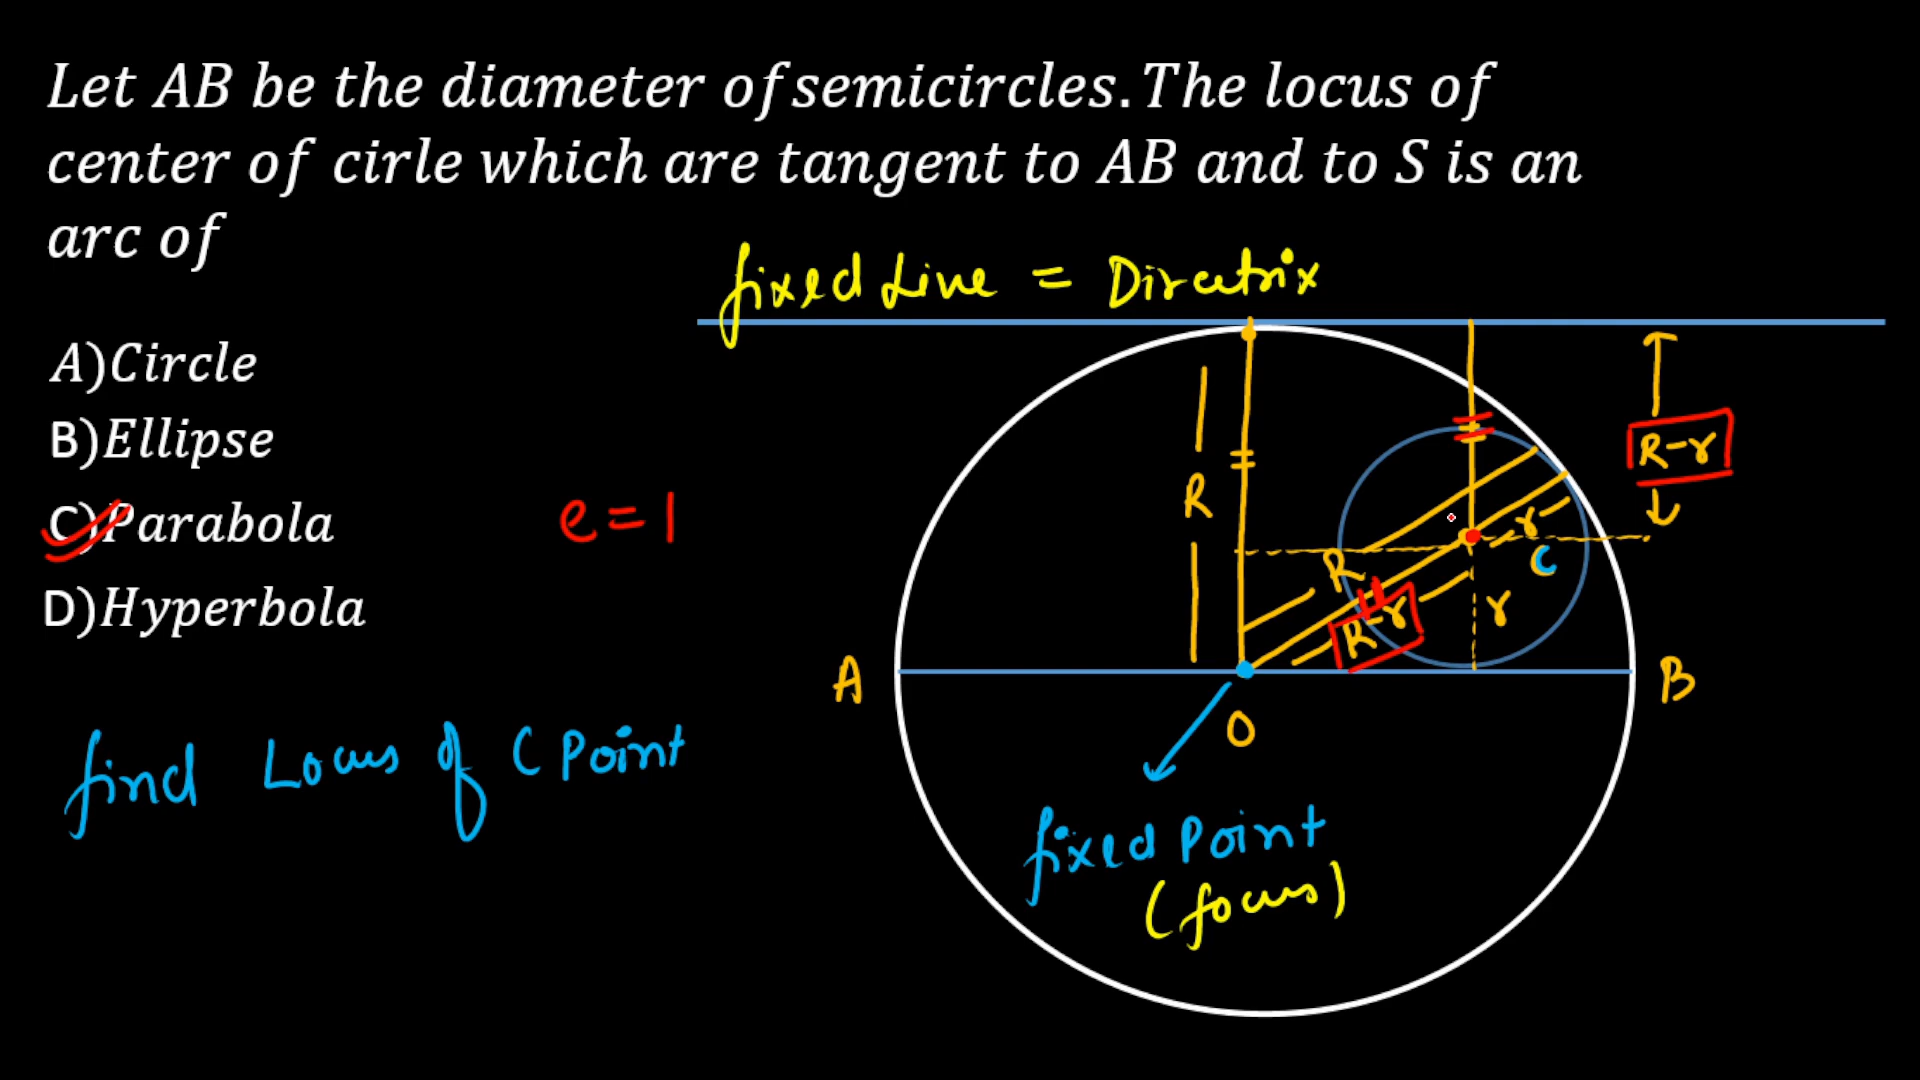 Let AB be the diameter of semicircles. The locus of
center of cirle which are tangent to AB and to S is an
arc of
fixed Line = Directrix
A) Circle
B) Ellipse
C) Parabola
D) Hyperbola
e = 1
R
R-r
R
r
C
R-r
r
A
B
O
find Locus of C Point
fixed Point
(focus)